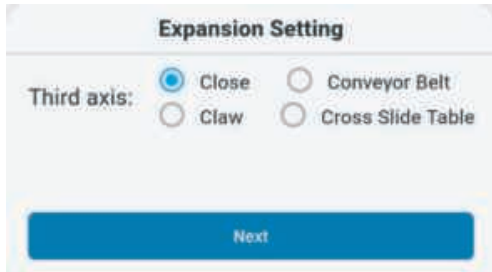 Expansion Setting
Third axis: Close Conveyor Belt
Claw Cross Slide Table
Next